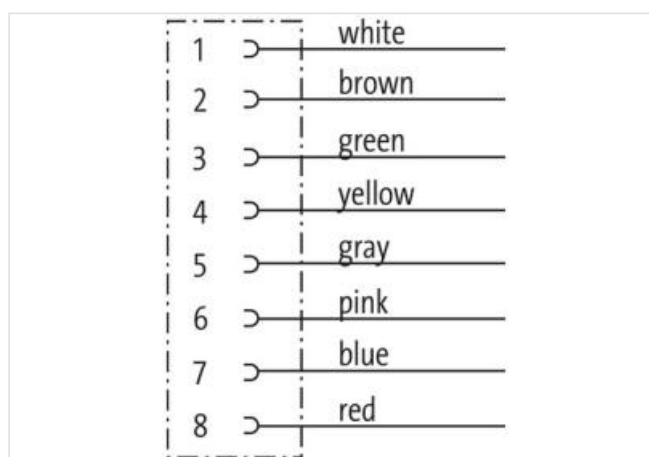 1 white
2 brown
3 green
4 yellow
5 gray
6 pink
7 blue
8 red